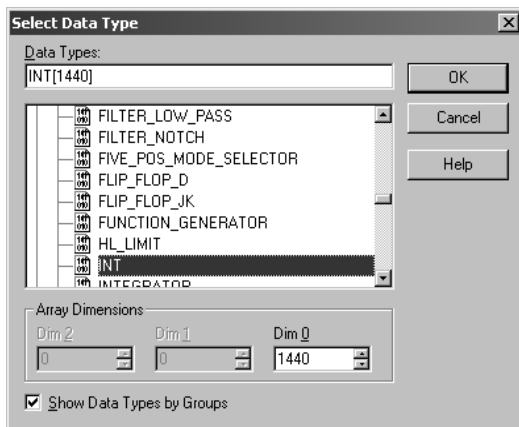 Select Data Type
Data Types:
INT[1440]
OK
Cancel
Help
FILTER_LOW_PASS
FILTER_NOTCH
FIVE_POS_MODE_SELECTOR
FLIP_FLOP_D
FLIP_FLOP_JK
FUNCTION_GENERATOR
HL_LIMIT
INT
INTEGRATOR
Array Dimensions
Dim 2 Dim 1 Dim 0
0 0 1440
Show Data Types by Groups